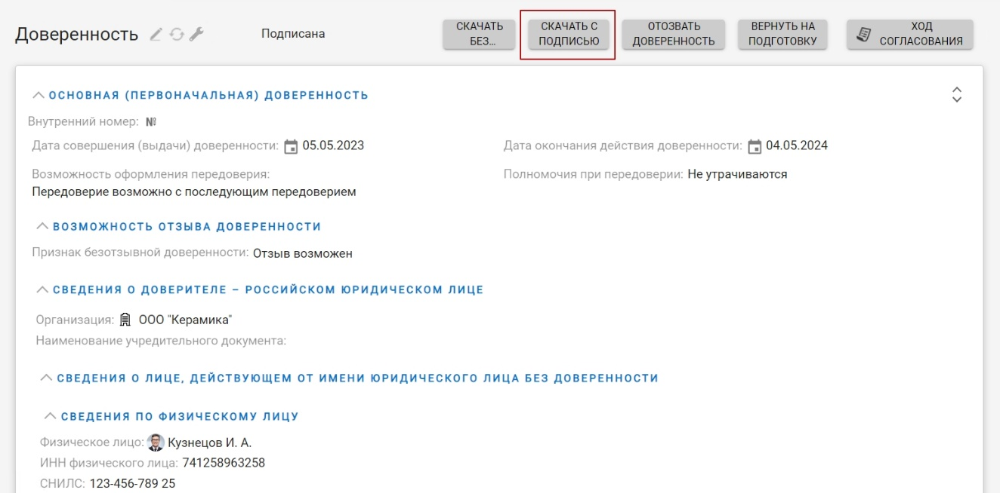 Доверенность
Подписана
СКАЧАТЬ БЕЗ...
СКАЧАТЬ С ПОДПИСЬЮ
ОТОЗВАТЬ ДОВЕРЕННОСТЬ
ВЕРНУТЬ НА ПОДГОТОВКУ
ХОД СОГЛАСОВАНИЯ
ОСНОВНАЯ (ПЕРВОНАЧАЛЬНАЯ) ДОВЕРЕННОСТЬ
Внутренний номер: №
Дата совершения (выдачи) доверенности: 05.05.2023
Дата окончания действия доверенности: 04.05.2024
Возможность оформления передоверия:
Передоверие возможно с последующим передоверием
Полномочия при передоверии: Не утрачиваются
ВОЗМОЖНОСТЬ ОТЗЫВА ДОВЕРЕННОСТИ
Признак безотзывной доверенности: Отзыв возможен
СВЕДЕНИЯ О ДОВЕРИТЕЛЕ – РОССИЙСКОМ ЮРИДИЧЕСКОМ ЛИЦЕ
Организация: ООО "Керамика"
Наименование учредительного документа:
СВЕДЕНИЯ О ЛИЦЕ, ДЕЙСТВУЮЩЕМ ОТ ИМЕНИ ЮРИДИЧЕСКОГО ЛИЦА БЕЗ ДОВЕРЕННОСТИ
СВЕДЕНИЯ ПО ФИЗИЧЕСКОМУ ЛИЦУ
Физическое лицо: Кузнецов И. А.
ИНН физического лица: 741258963258
СНИЛС: 123-456-789 25